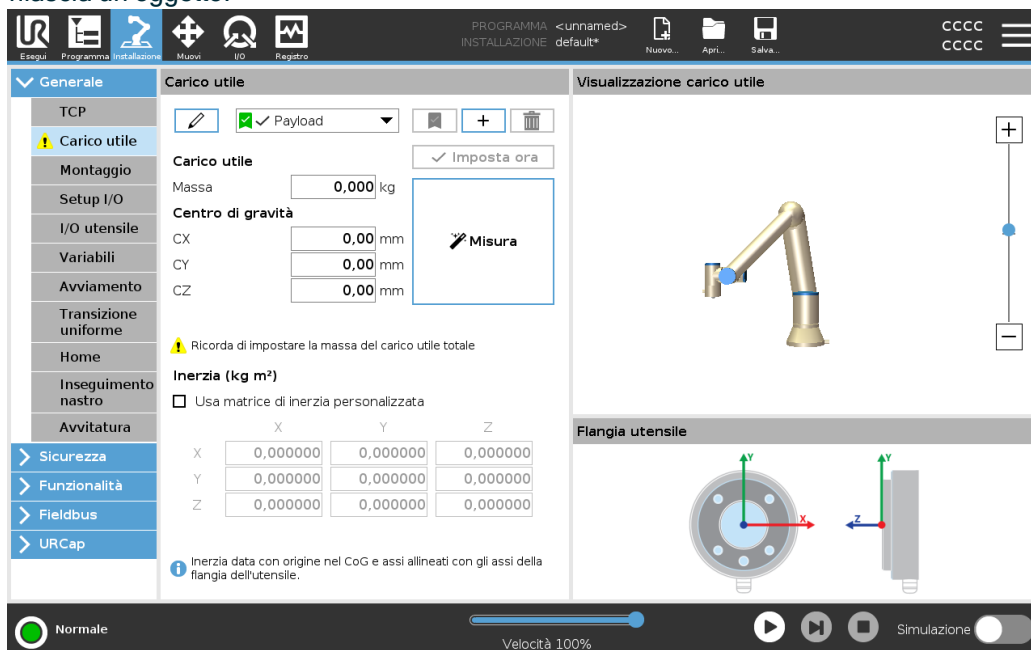 rilascia un oggetto.
PROGRAMMA <unnamed>
INSTALLAZIONE default*
Esegui Programma Installazione Muovi I/O Registro
Nuovo... Apri... Salva...
CCCC
CCCC
Generale
TCP
Carico utile
Montaggio
Setup I/O
I/O utensile
Variabili
Avviamento
Transizione
uniforme
Home
Inseguimento
nastro
Avvitatura
Sicurezza
Funzionalità
Fieldbus
URCap
Carico utile
Payload
Imposta ora
Carico utile
Massa 0,000 kg
Centro di gravità
CX 0,00 mm
CY 0,00 mm
CZ 0,00 mm
Misura
Ricorda di impostare la massa del carico utile totale
Inerzia (kg m²)
Usa matrice di inerzia personalizzata
X Y Z
X 0,000000 0,000000 0,000000
Y 0,000000 0,000000 0,000000
Z 0,000000 0,000000 0,000000
Inerzia data con origine nel CoG e assi allineati con gli assi della
flangia dell'utensile.
Visualizzazione carico utile
Flangia utensile
Y Y
X Z
Normale
Velocità 100%
Simulazione